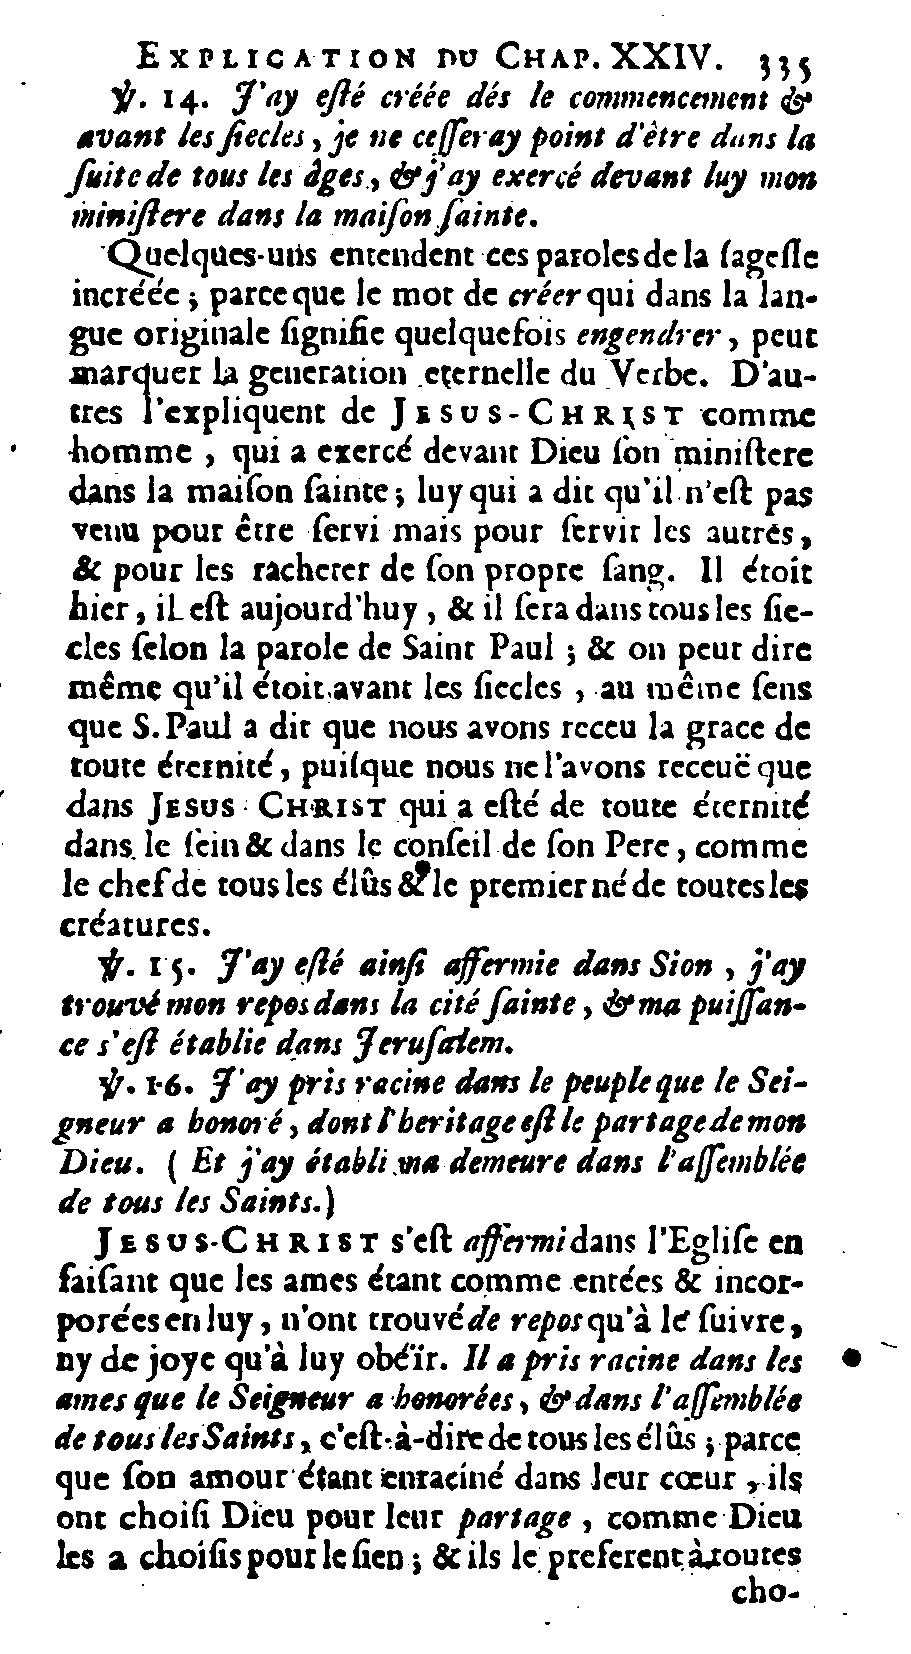 EXPLICATION DU CHAP. XXIV. 335
℣. 14. J'ay eſté créée dés le commencement &
avant les ſiecles, je ne ceſſeray point d'être dans la
ſuite de tous les âges, & j'ay exercé devant luy mon
miniſtere dans la maiſon ſainte.
Quelques-uns entendent ces paroles de la ſageſſe
incréée; parce que le mot de créer qui dans la lan-
gue originale ſignifie quelquefois engendrer, peut
marquer la generation eternelle du Verbe. D'au-
tres l'expliquent de JESUS-CHRIST comme
homme, qui a exercé devant Dieu ſon miniſtere
dans la maiſon ſainte; luy qui a dit qu'il n'eſt pas
venu pour être ſervi mais pour ſervir les autres,
& pour les racheter de ſon propre ſang. Il étoit
hier, il eſt aujourd'huy, & il ſera dans tous les ſie-
cles ſelon la parole de Saint Paul; & on peut dire
même qu'il étoit avant les ſiecles, au même ſens
que S. Paul a dit que nous avons receu la grace de
toute éternité, puiſque nous ne l'avons receuë que
dans JESUS CHRIST qui a eſté de toute éternité
dans le ſein & dans le conſeil de ſon Pere, comme
le chef de tous les élûs & le premier né de toutes les
créatures.
℣. 15. J'ay eſté ainſi affermie dans Sion, j'ay
trouvé mon repos dans la cité ſainte, & ma puiſſan-
ce s'eſt établie dans Jeruſalem.
℣. 16. J'ay pris racine dans le peuple que le Sei-
gneur a honoré, dont l'heritage eſt le partage de mon
Dieu. (Et j'ay établi ma demeure dans l'aſſemblée
de tous les Saints.)
JESUS-CHRIST s'eſt affermi dans l'Egliſe en
faiſant que les ames étant comme entées & incor-
porées en luy, n'ont trouvé de repos qu'à le ſuivre,
ny de joye qu'à luy obéïr. Il a pris racine dans les
ames que le Seigneur a honorées, & dans l'aſſemblée
de tous les Saints, c'eſt-à-dire de tous les élûs; parce
que ſon amour étant enraciné dans leur cœur, ils
ont choiſi Dieu pour leur partage, comme Dieu
les a choiſis pour le ſien; & ils le preferent à toutes
cho-